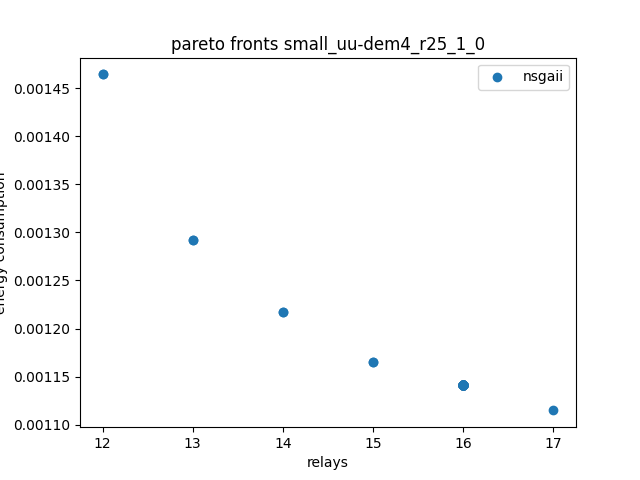 pareto fronts small_uu-dem4_r25_1_0
nsgaii
0.00145
0.00140
0.00135
0.00130
0.00125
0.00120
0.00115
0.00110
energy consumption
12 13 14 15 16 17
relays